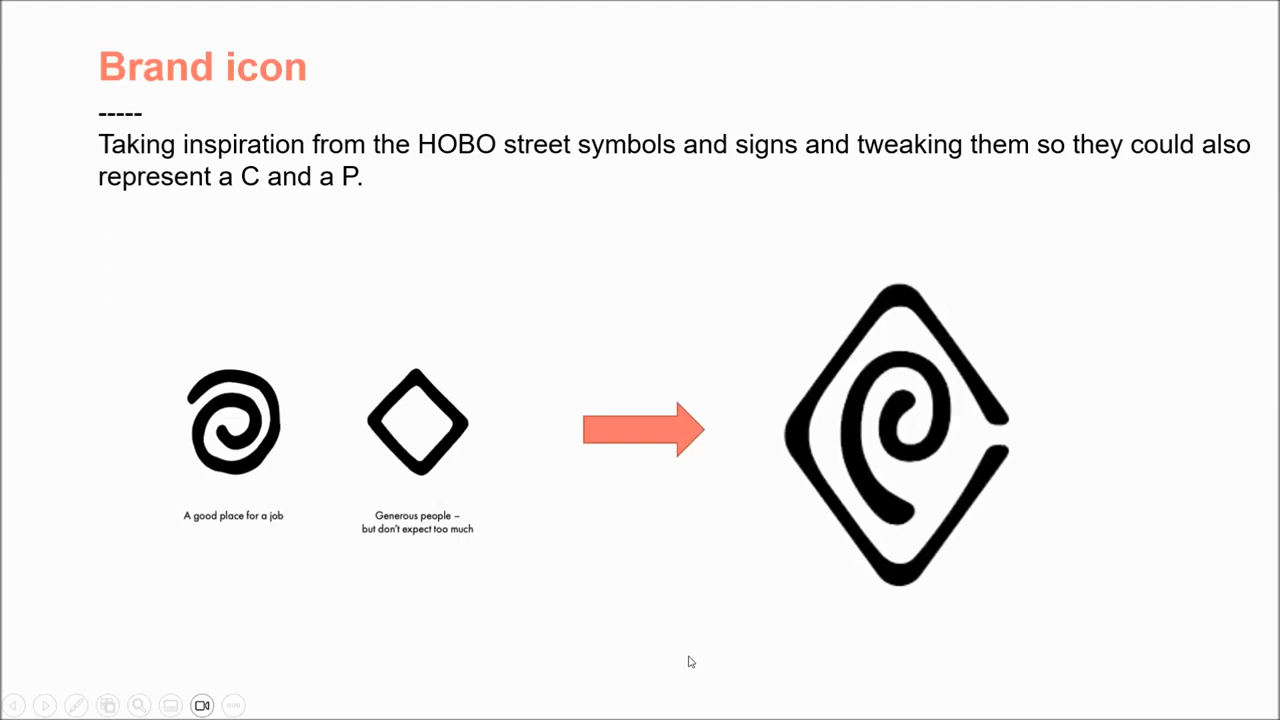 Brand icon
-----
Taking inspiration from the HOBO street symbols and signs and tweaking them so they could also
represent a C and a P.
A good place for a job
Generous people –
but don't expect too much